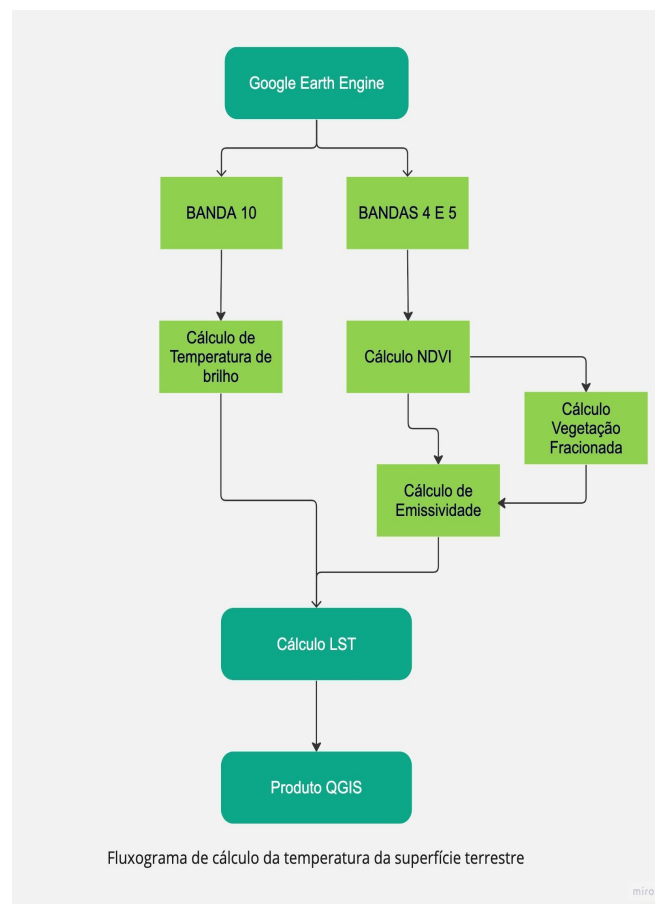 Google Earth Engine
BANDA 10
BANDAS 4 E 5
Cálculo de
Temperatura de
brilho
Cálculo NDVI
Cálculo
Vegetação
Fracionada
Cálculo de
Emissividade
Cálculo LST
Produto QGIS
Fluxograma de cálculo da temperatura da superfície terrestre
miro